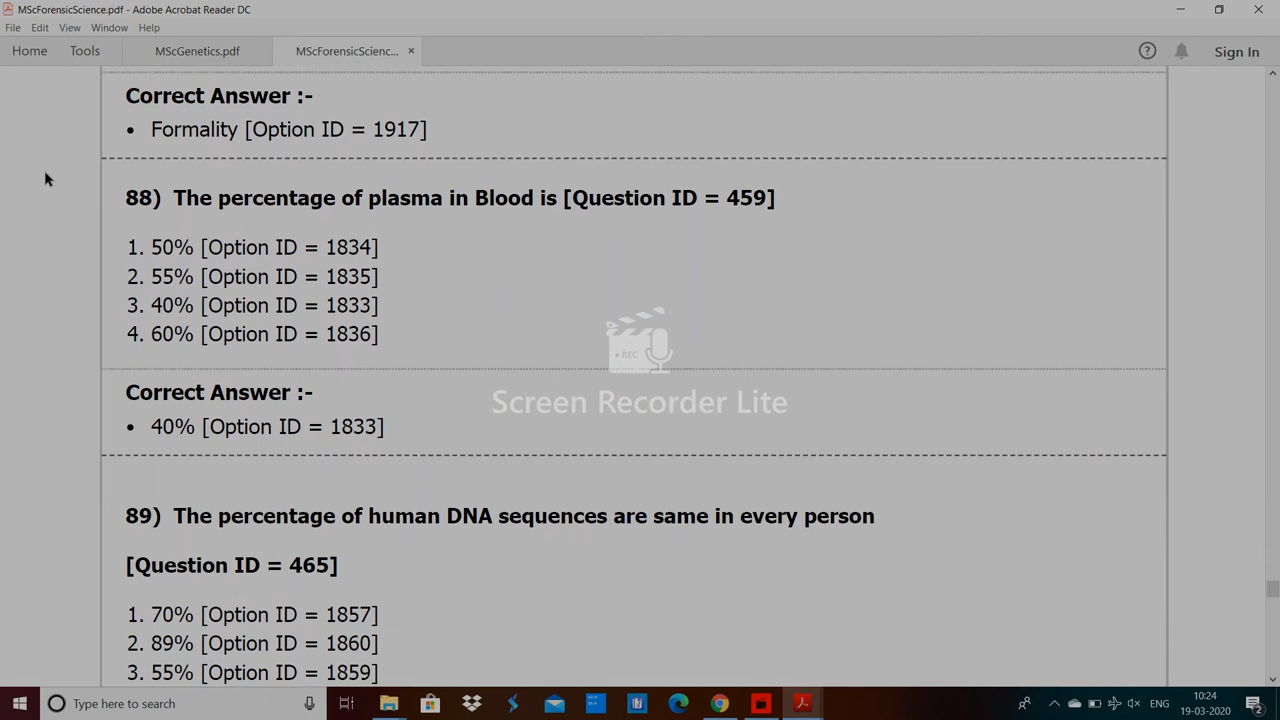 MScForensicScience.pdf - Adobe Acrobat Reader DC
File Edit View Window Help
Home Tools MScGenetics.pdf MScForensicScienc... × Sign In
Correct Answer :-
• Formality [Option ID = 1917]
88) The percentage of plasma in Blood is [Question ID = 459]
1. 50% [Option ID = 1834]
2. 55% [Option ID = 1835]
3. 40% [Option ID = 1833]
4. 60% [Option ID = 1836]
• REC
Screen Recorder Lite
Correct Answer :-
• 40% [Option ID = 1833]
89) The percentage of human DNA sequences are same in every person
[Question ID = 465]
1. 70% [Option ID = 1857]
2. 89% [Option ID = 1860]
3. 55% [Option ID = 1859]
Type here to search ENG 10:24
19-03-2020 2